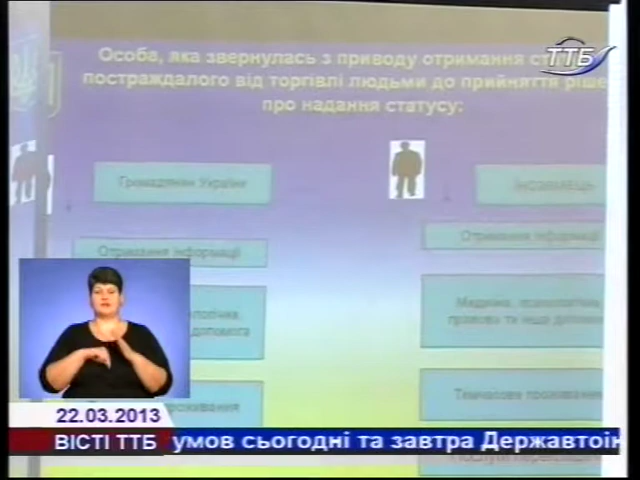 ТТБ
Особа, яка звернулась з приводу отримання
постраждалого від торгівлі людьми до прийняття ріше
про надання статусу:
Громадянин України
Іноземець
Отримання інформації
Отримання інформації
Медична, психологічна,
правова та інша допомога
допомога
Тимчасове проживання
проживання
22.03.2013
ВІСТІ ТТБ
умов сьогодні та завтра Державтоін